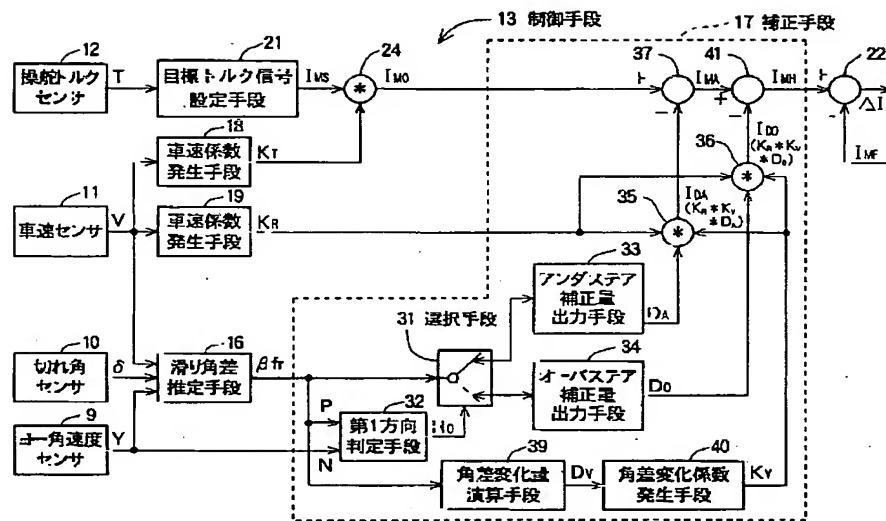 13 制御手段
17 補正手段
12
操舵トルク
センサ
T
21
目標トルク信号
設定手段
IMS
24
*
IMO
37
IMA
41
IMH
22
ΔI
IMF
+
−
−
18
車速係数
発生手段
KT
11
車速センサ
V
19
車速係数
発生手段
KR
IDO
(KR*KV
*DO)
36
*
IDA
(KR*KV
*DA)
35
*
33
アンダステア
補正量
出力手段
DA
31 選択手段
10
切れ角
センサ
δ
16
滑り角差
推定手段
βfr
34
オーバステア
補正量
出力手段
DO
9
ヨー角速度
センサ
Y
P
N
32
第1方向
判定手段
39
角差変化量
演算手段
DV
40
角差変化係数
発生手段
KV